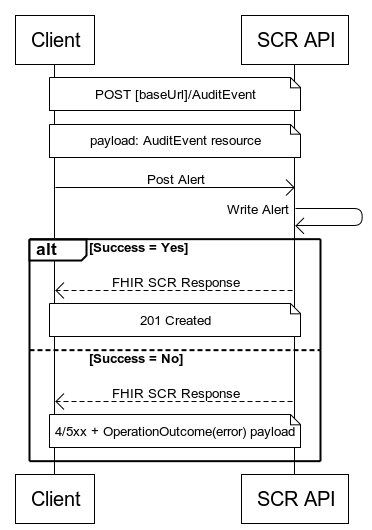 Client
SCR API
POST [baseUrl]/AuditEvent
payload: AuditEvent resource
Post Alert
Write Alert
alt
[Success = Yes]
FHIR SCR Response
201 Created
[Success = No]
FHIR SCR Response
4/5xx + OperationOutcome(error) payload
Client
SCR API